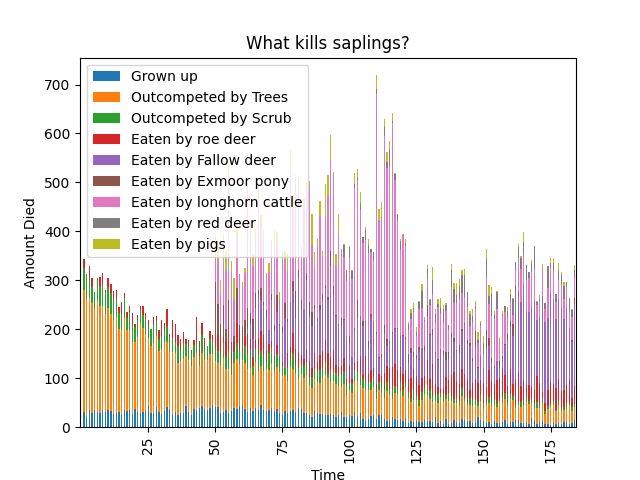 What kills saplings?
Grown up
Outcompeted by Trees
Outcompeted by Scrub
Eaten by roe deer
Eaten by Fallow deer
Eaten by Exmoor pony
Eaten by longhorn cattle
Eaten by red deer
Eaten by pigs
Amount Died
700
600
500
400
300
200
100
0
25
50
75
100
125
150
175
Time